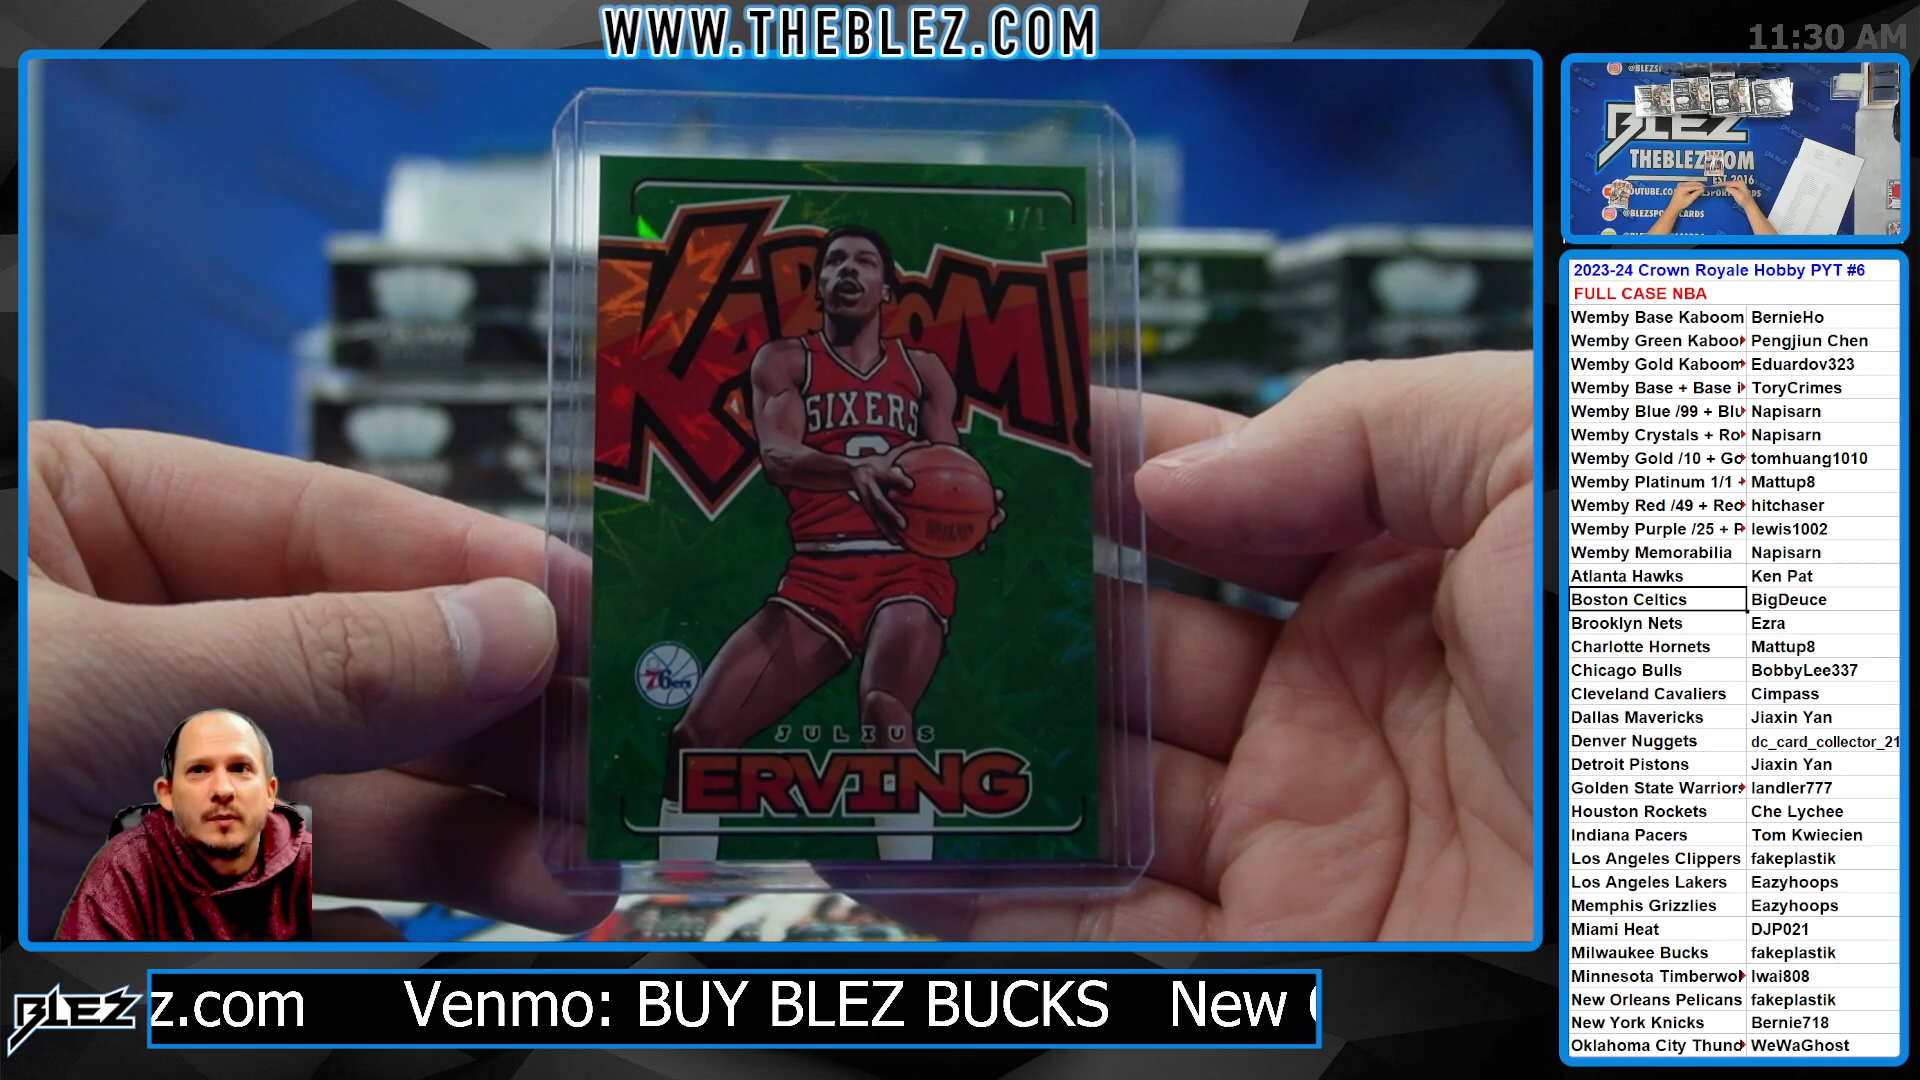 WWW.THEBLEZ.COM
11:30 AM
KABOOM!
1/1
SIXERS
6
76ers
JULIUS
ERVING
BLEZ
THEBLEZ.COM
EST 2016
2023-24 Crown Royale Hobby PYT #6
FULL CASE NBA
Wemby Base Kaboom BernieHo
Wemby Green Kaboo Pengjiun Chen
Wemby Gold Kaboom Eduardov323
Wemby Base + Base i ToryCrimes
Wemby Blue /99 + Blu Napisarn
Wemby Crystals + Ro Napisarn
Wemby Gold /10 + Go tomhuang1010
Wemby Platinum 1/1 + Mattup8
Wemby Red /49 + Red hitchaser
Wemby Purple /25 + P lewis1002
Wemby Memorabilia Napisarn
Atlanta Hawks Ken Pat
Boston Celtics BigDeuce
Brooklyn Nets Ezra
Charlotte Hornets Mattup8
Chicago Bulls BobbyLee337
Cleveland Cavaliers Cimpass
Dallas Mavericks Jiaxin Yan
Denver Nuggets dc_card_collector_21
Detroit Pistons Jiaxin Yan
Golden State Warriors landler777
Houston Rockets Che Lychee
Indiana Pacers Tom Kwiecien
Los Angeles Clippers fakeplastik
Los Angeles Lakers Eazyhoops
Memphis Grizzlies Eazyhoops
Miami Heat DJP021
Milwaukee Bucks fakeplastik
Minnesota Timberwol lwai808
New Orleans Pelicans fakeplastik
New York Knicks Bernie718
Oklahoma City Thund WeWaGhost
BLEZ
z.com Venmo: BUY BLEZ BUCKS New